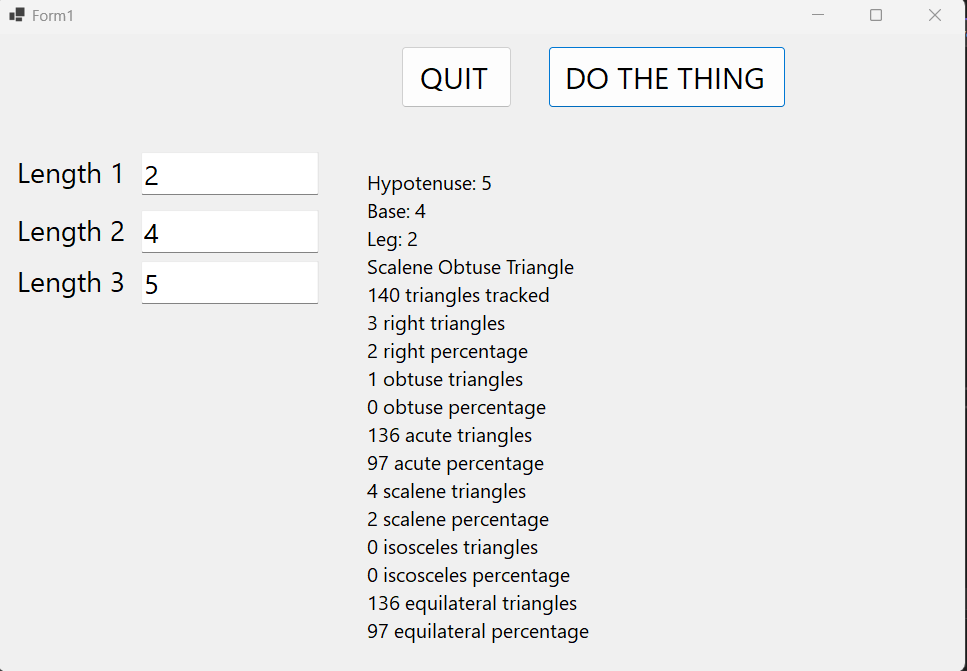 Form1
QUIT DO THE THING
Length 1 2
Length 2 4
Length 3 5
Hypotenuse: 5
Base: 4
Leg: 2
Scalene Obtuse Triangle
140 triangles tracked
3 right triangles
2 right percentage
1 obtuse triangles
0 obtuse percentage
136 acute triangles
97 acute percentage
4 scalene triangles
2 scalene percentage
0 isosceles triangles
0 iscosceles percentage
136 equilateral triangles
97 equilateral percentage